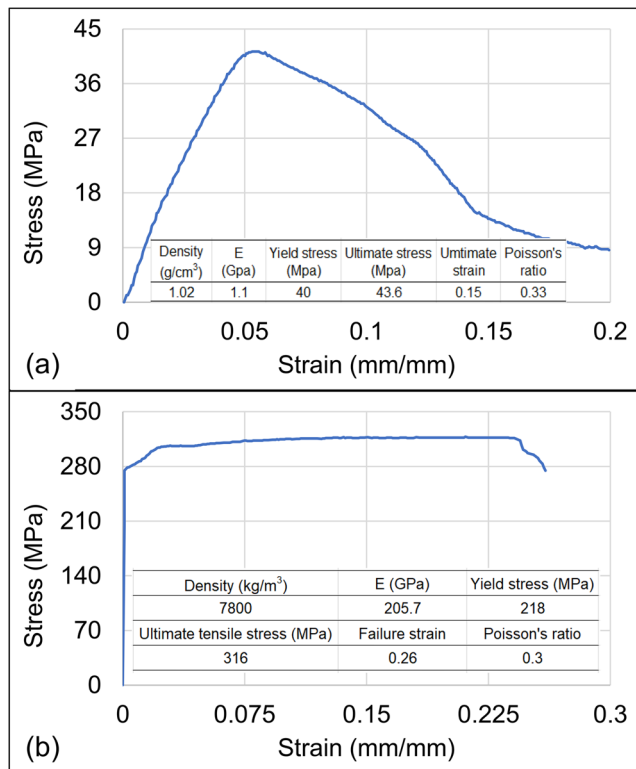 45
36
27
18
9
0
Stress (MPa)
Density E Yield stress Ultimate stress Umtimate Poisson's
(g/cm³) (Gpa) (Mpa) (Mpa) strain ratio
1.02 1.1 40 43.6 0.15 0.33
0 0.05 0.1 0.15 0.2
Strain (mm/mm)
(a)
350
280
210
140
70
0
Stress (MPa)
Density (kg/m³) E (GPa) Yield stress (MPa)
7800 205.7 218
Ultimate tensile stress (MPa) Failure strain Poisson's ratio
316 0.26 0.3
0 0.075 0.15 0.225 0.3
Strain (mm/mm)
(b)